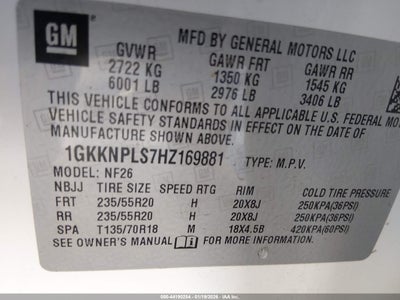 GM
MFD BY GENERAL MOTORS LLC
GVWR GAWR FRT GAWR RR
2722 KG 1350 KG 1545 KG
6001 LB 2976 LB 3406 LB
THIS VEHICLE CONFORMS TO ALL APPLICABLE U.S. FEDERAL MOTOR
VEHICLE SAFETY STANDARDS IN EFFECT ON THE DATE OF
MANUFACTURE SHOWN ABOVE.
1GKKNPLS7HZ169881 TYPE: M.P.V.
MODEL: NF26
NBJJ TIRE SIZE SPEED RTG RIM COLD TIRE PRESSURE
FRT 235/55R20 H 20X8J 250KPA(36PSI)
RR 235/55R20 H 20X8J 250KPA(36PSI)
SPA T135/70R18 M 18X4.5B 420KPA(60PSI)
SEE OWNER'S MANUAL FOR MORE INFORMATION